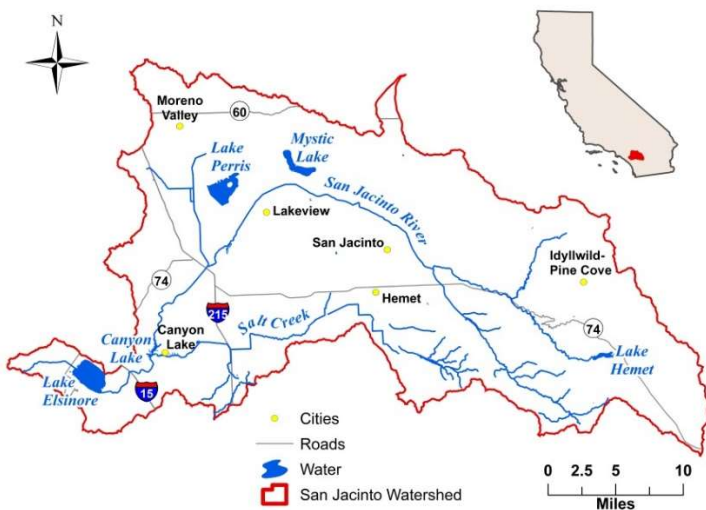 N
Moreno
Valley
60
Lake
Perris
Mystic
Lake
San Jacinto River
Lakeview
San Jacinto
Idyllwild-
Pine Cove
74
215
Hemet
Salt Creek
Canyon
Lake
Canyon
Lake
74
Lake
Hemet
Lake
Elsinore
15
Cities
Roads
Water
San Jacinto Watershed
0 2.5 5 10
Miles